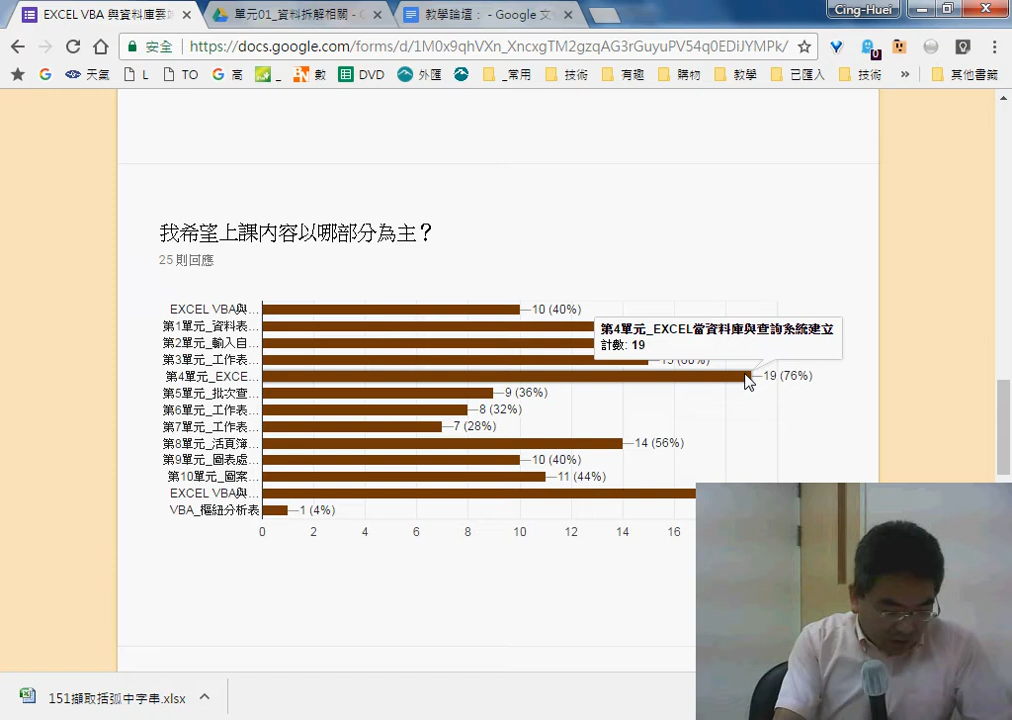 EXCEL VBA 與資料庫雲端
單元01_資料拆解相關 - G
教學論壇： - Google 文
Cing-Huei
安全
https://docs.google.com/forms/d/1M0x9qhVXn_XncxgTM2gzqAG3rGuyuPV54q0EDiJYMPk/
天氣
L
TO
高
_
數
DVD
外匯
_常用
技術
有趣
購物
教學
已匯入
技術
»
其他書籤
0
我希望上課內容以哪部分為主？
25 則回應
EXCEL VBA與...
10 (40%)
第1單元_資料表...
第2單元_輸入自...
第3單元_工作表...
第4單元_EXCEL當資料庫與查詢系統建立
計數: 19
第4單元_EXCE...
19 (76%)
第5單元_批次查...
9 (36%)
第6單元_工作表...
8 (32%)
第7單元_工作表...
7 (28%)
第8單元_活頁簿...
14 (56%)
第9單元_圖表處...
10 (40%)
第10單元_圖案...
11 (44%)
EXCEL VBA與...
VBA_樞紐分析表
1 (4%)
0 2 4 6 8 10 12 14 16
151擷取括弧中字串.xlsx